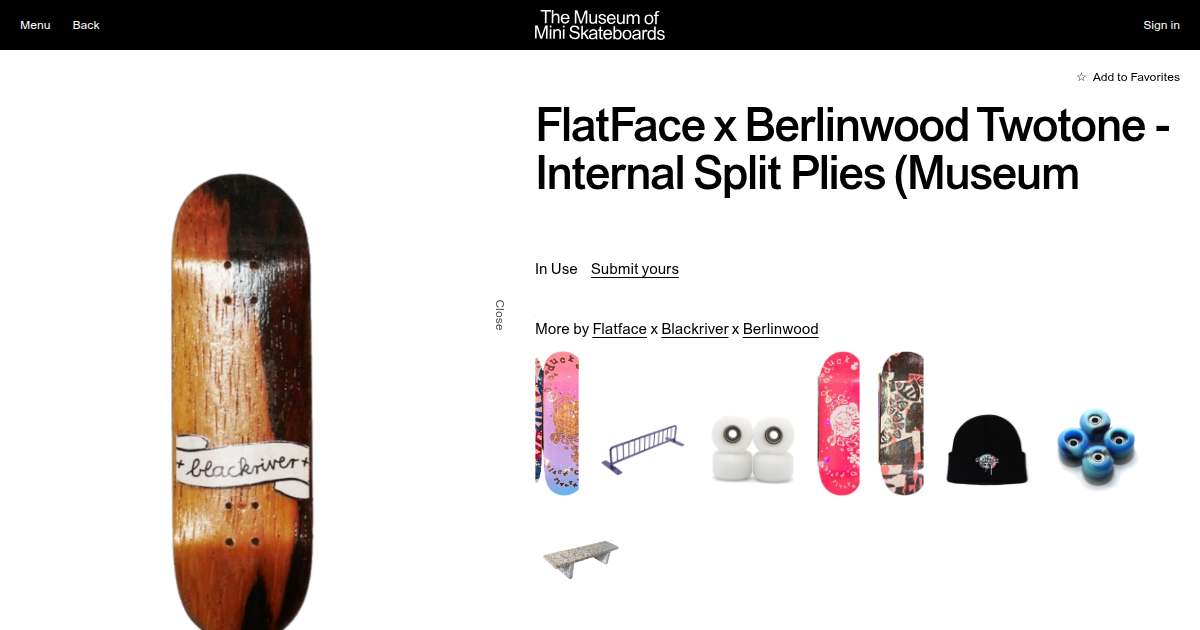 Menu
Back
The Museum of
Mini Skateboards
Sign in
☆ Add to Favorites
FlatFace x Berlinwood Twotone -
Internal Split Plies (Museum
In Use Submit yours
Close
More by Flatface x Blackriver x Berlinwood
+blackriver+